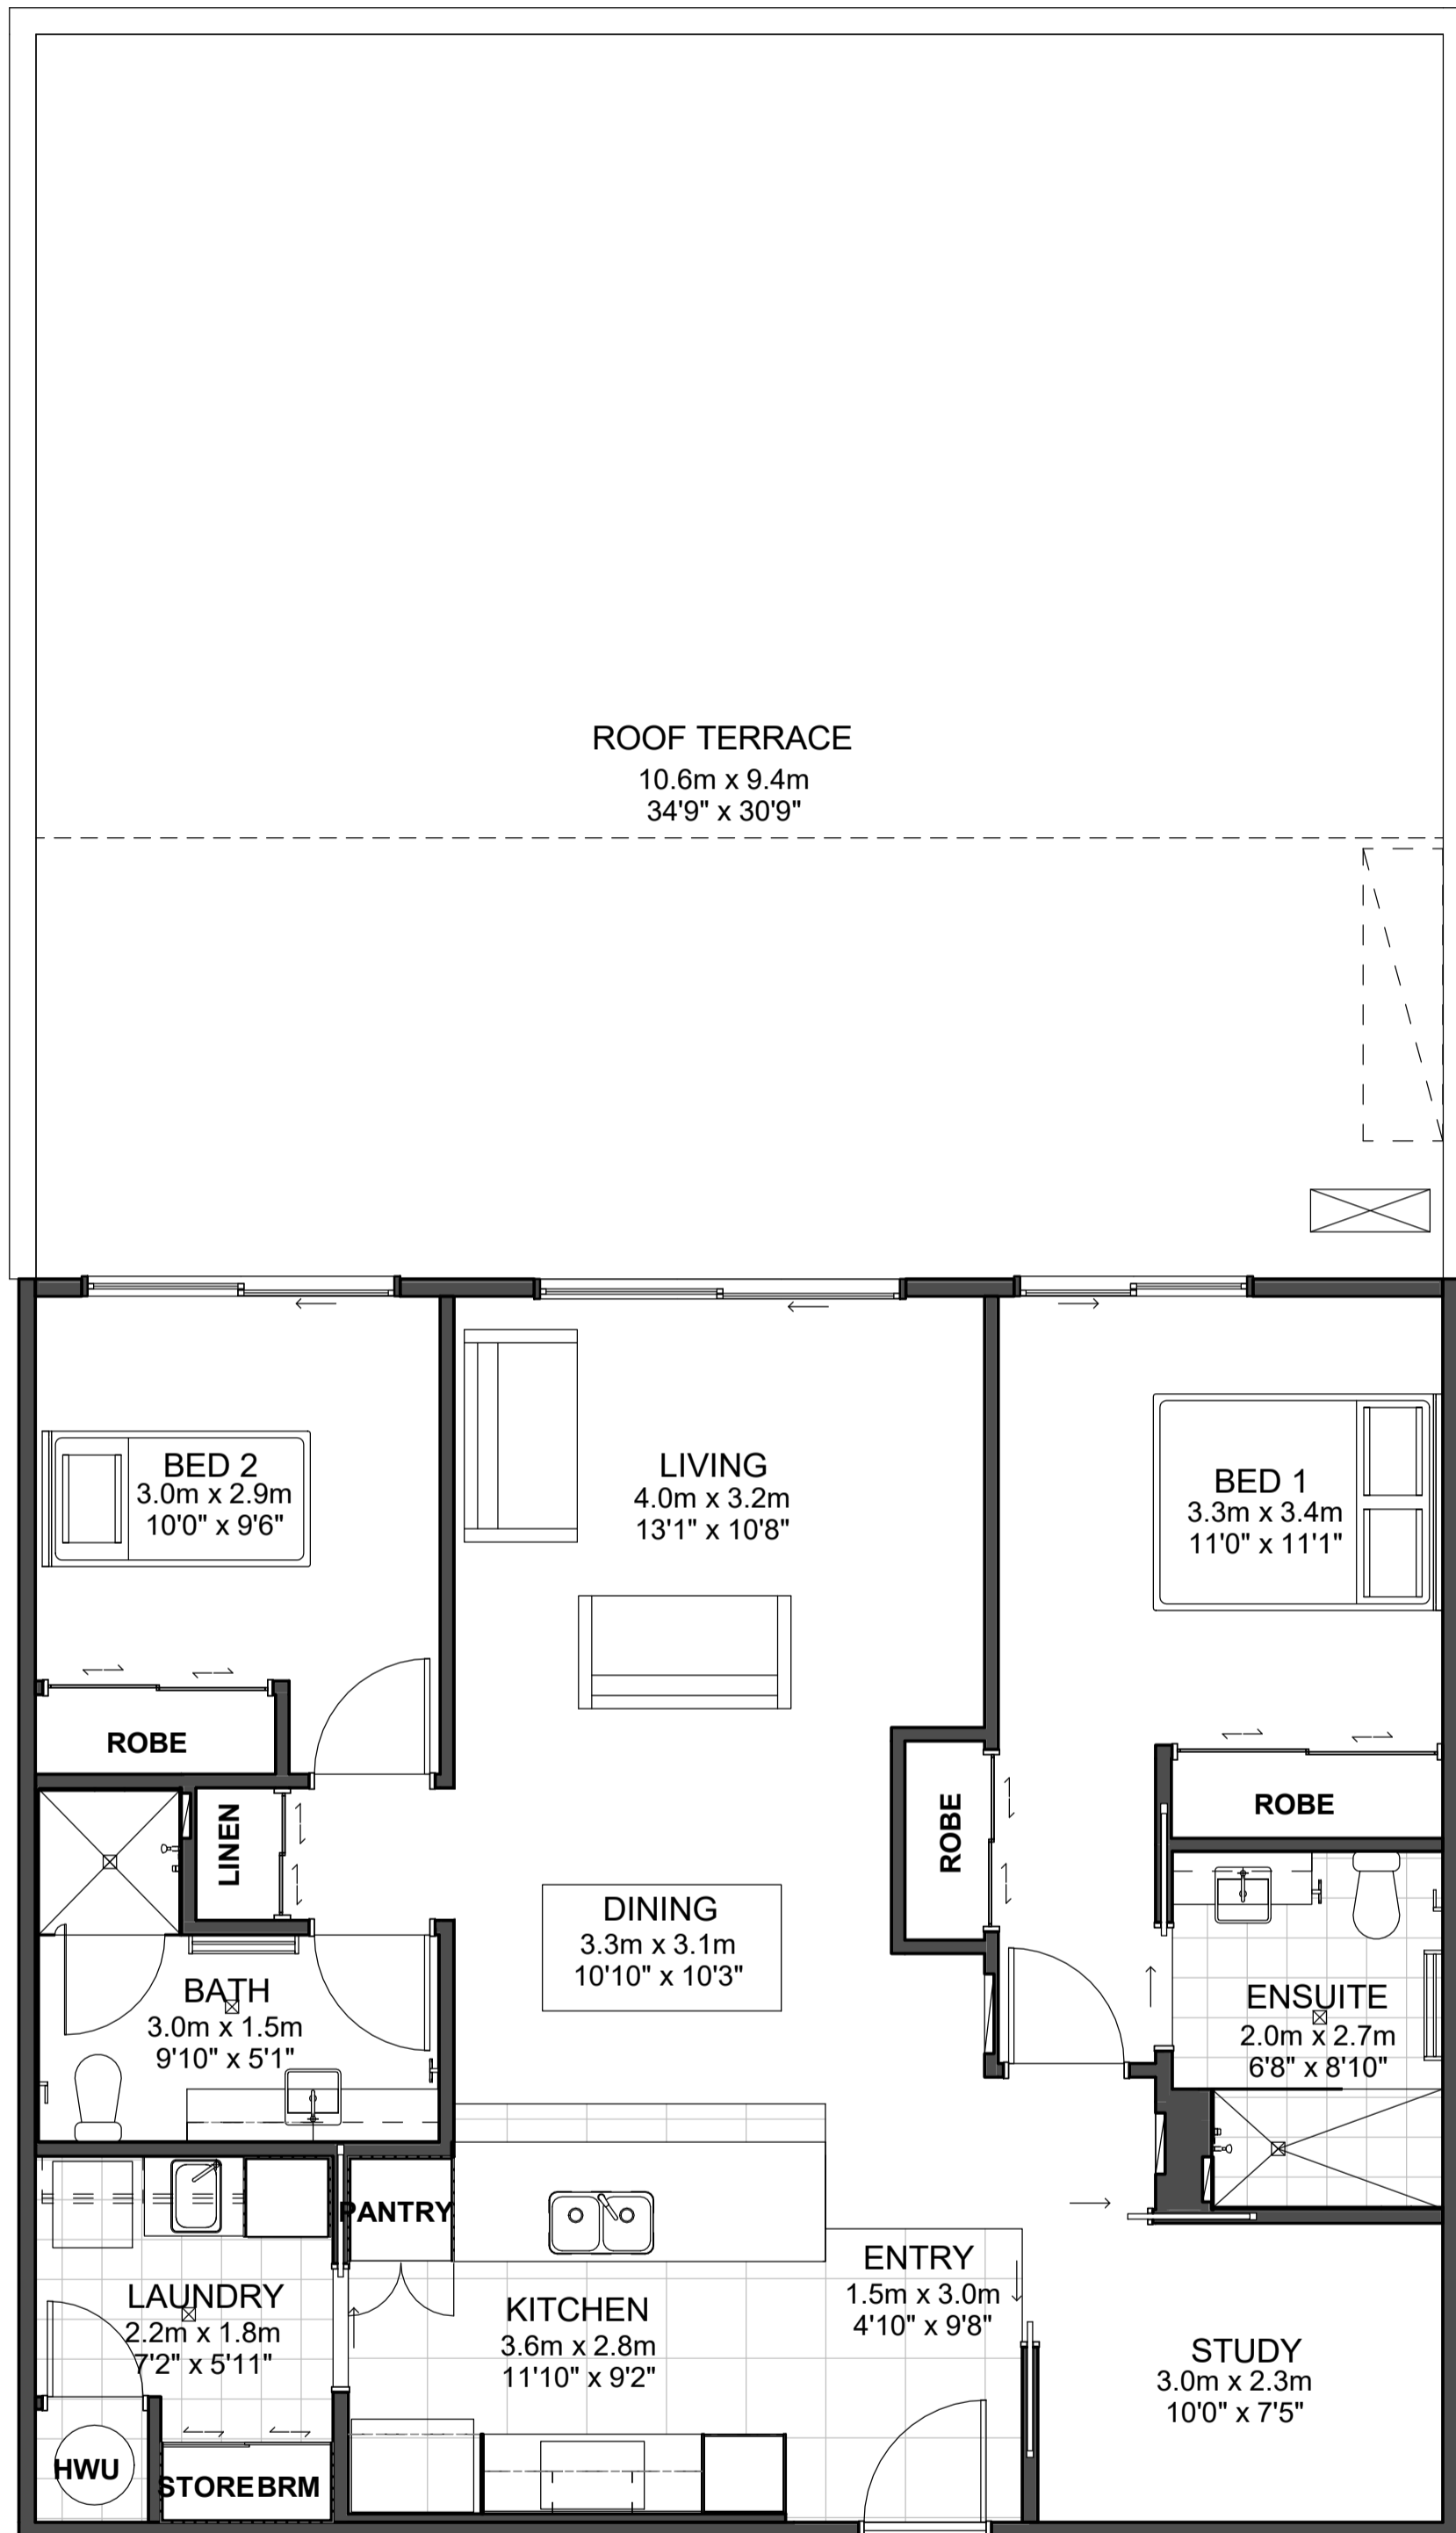 ROOF TERRACE
10.6m x 9.4m
34'9" x 30'9"
BED 2
3.0m x 2.9m
10'0" x 9'6"
LIVING
4.0m x 3.2m
13'1" x 10'8"
BED 1
3.3m x 3.4m
11'0" x 11'1"
ROBE
LINEN
ROBE
ROBE
DINING
3.3m x 3.1m
10'10" x 10'3"
BATH
3.0m x 1.5m
9'10" x 5'1"
ENSUITE
2.0m x 2.7m
6'8" x 8'10"
PANTRY
LAUNDRY
2.2m x 1.8m
7'2" x 5'11"
KITCHEN
3.6m x 2.8m
11'10" x 9'2"
ENTRY
1.5m x 3.0m
4'10" x 9'8"
STUDY
3.0m x 2.3m
10'0" x 7'5"
HWU
STORE BRM